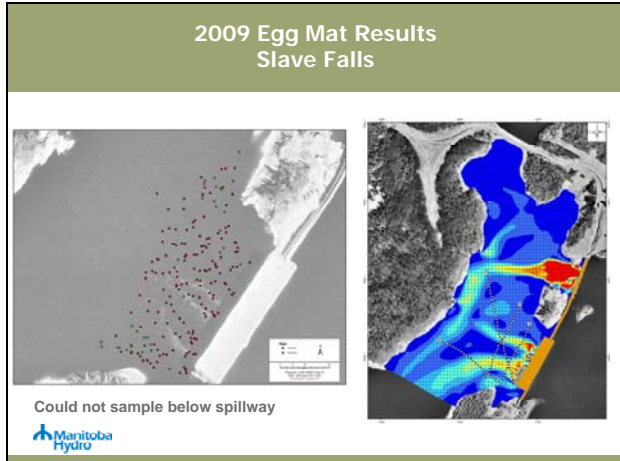 2009 Egg Mat Results
Slave Falls
Could not sample below spillway
Manitoba
Hydro